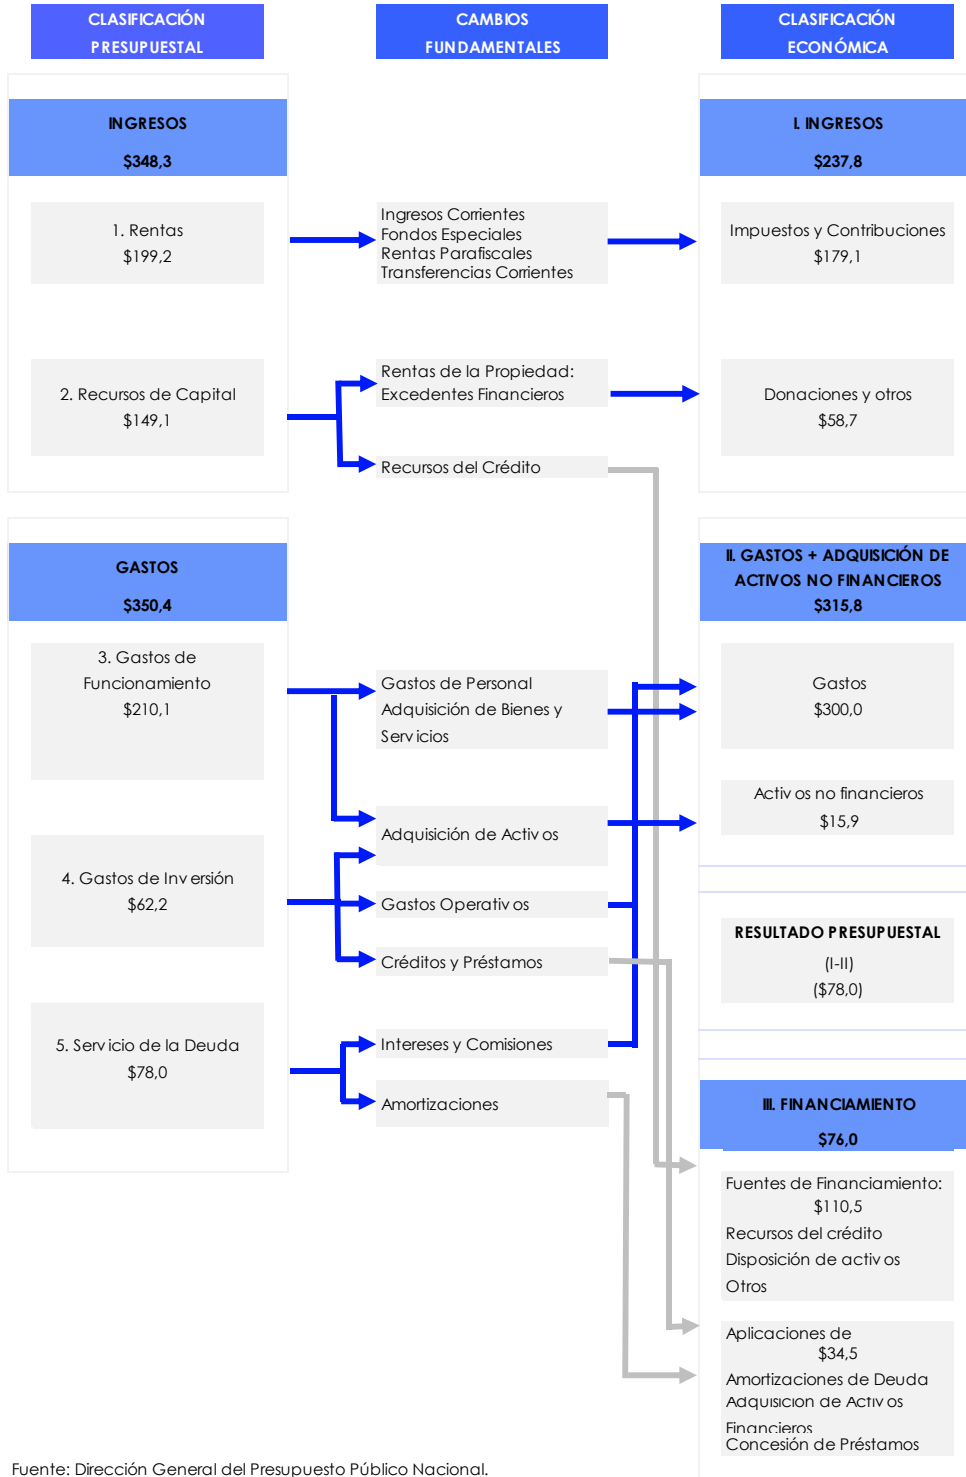 CLASIFICACIÓN
PRESUPUESTAL
CAMBIOS
FUNDAMENTALES
CLASIFICACIÓN
ECONÓMICA
INGRESOS
$348,3
I. INGRESOS
$237,8
1. Rentas
$199,2
Ingresos Corrientes
Fondos Especiales
Rentas Parafiscales
Transferencias Corrientes
Impuestos y Contribuciones
$179,1
2. Recursos de Capital
$149,1
Rentas de la Propiedad:
Excedentes Financieros
Donaciones y otros
$58,7
Recursos del Crédito
GASTOS
$350,4
II. GASTOS + ADQUISICIÓN DE
ACTIVOS NO FINANCIEROS
$315,8
3. Gastos de
Funcionamiento
$210,1
Gastos de Personal
Adquisición de Bienes y
Servicios
Gastos
$300,0
Adquisición de Activos
Activos no financieros
$15,9
4. Gastos de Inversión
$62,2
Gastos Operativos
Créditos y Préstamos
RESULTADO PRESUPUESTAL
(I-II)
($78,0)
5. Servicio de la Deuda
$78,0
Intereses y Comisiones
Amortizaciones
III. FINANCIAMIENTO
$76,0
Fuentes de Financiamiento:
$110,5
Recursos del crédito
Disposición de activos
Otros
Aplicaciones de
$34,5
Amortizaciones de Deuda
Adquisición de Activos
Financieros
Concesión de Préstamos
Fuente: Dirección General del Presupuesto Público Nacional.